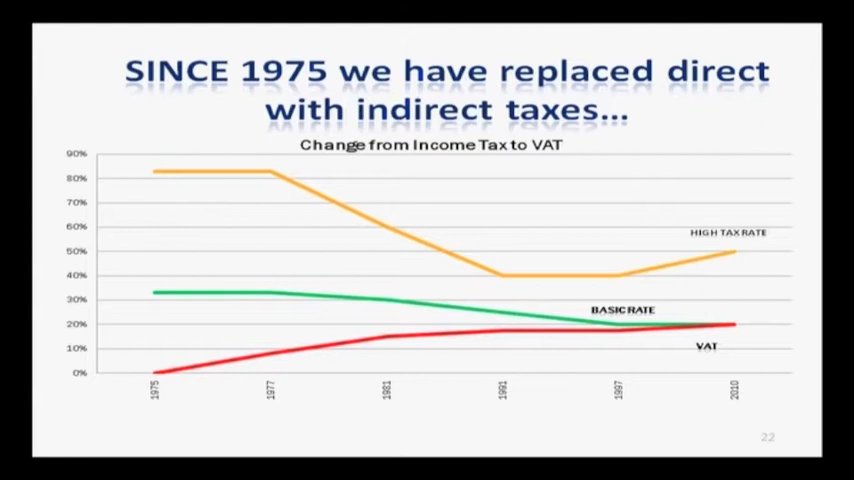 SINCE 1975 we have replaced direct
with indirect taxes...
Change from Income Tax to VAT
90%
80%
70%
60%
50%
40%
30%
20%
10%
0%
HIGH TAX RATE
BASIC RATE
VAT
1975
1977
1981
1991
1997
2010
22